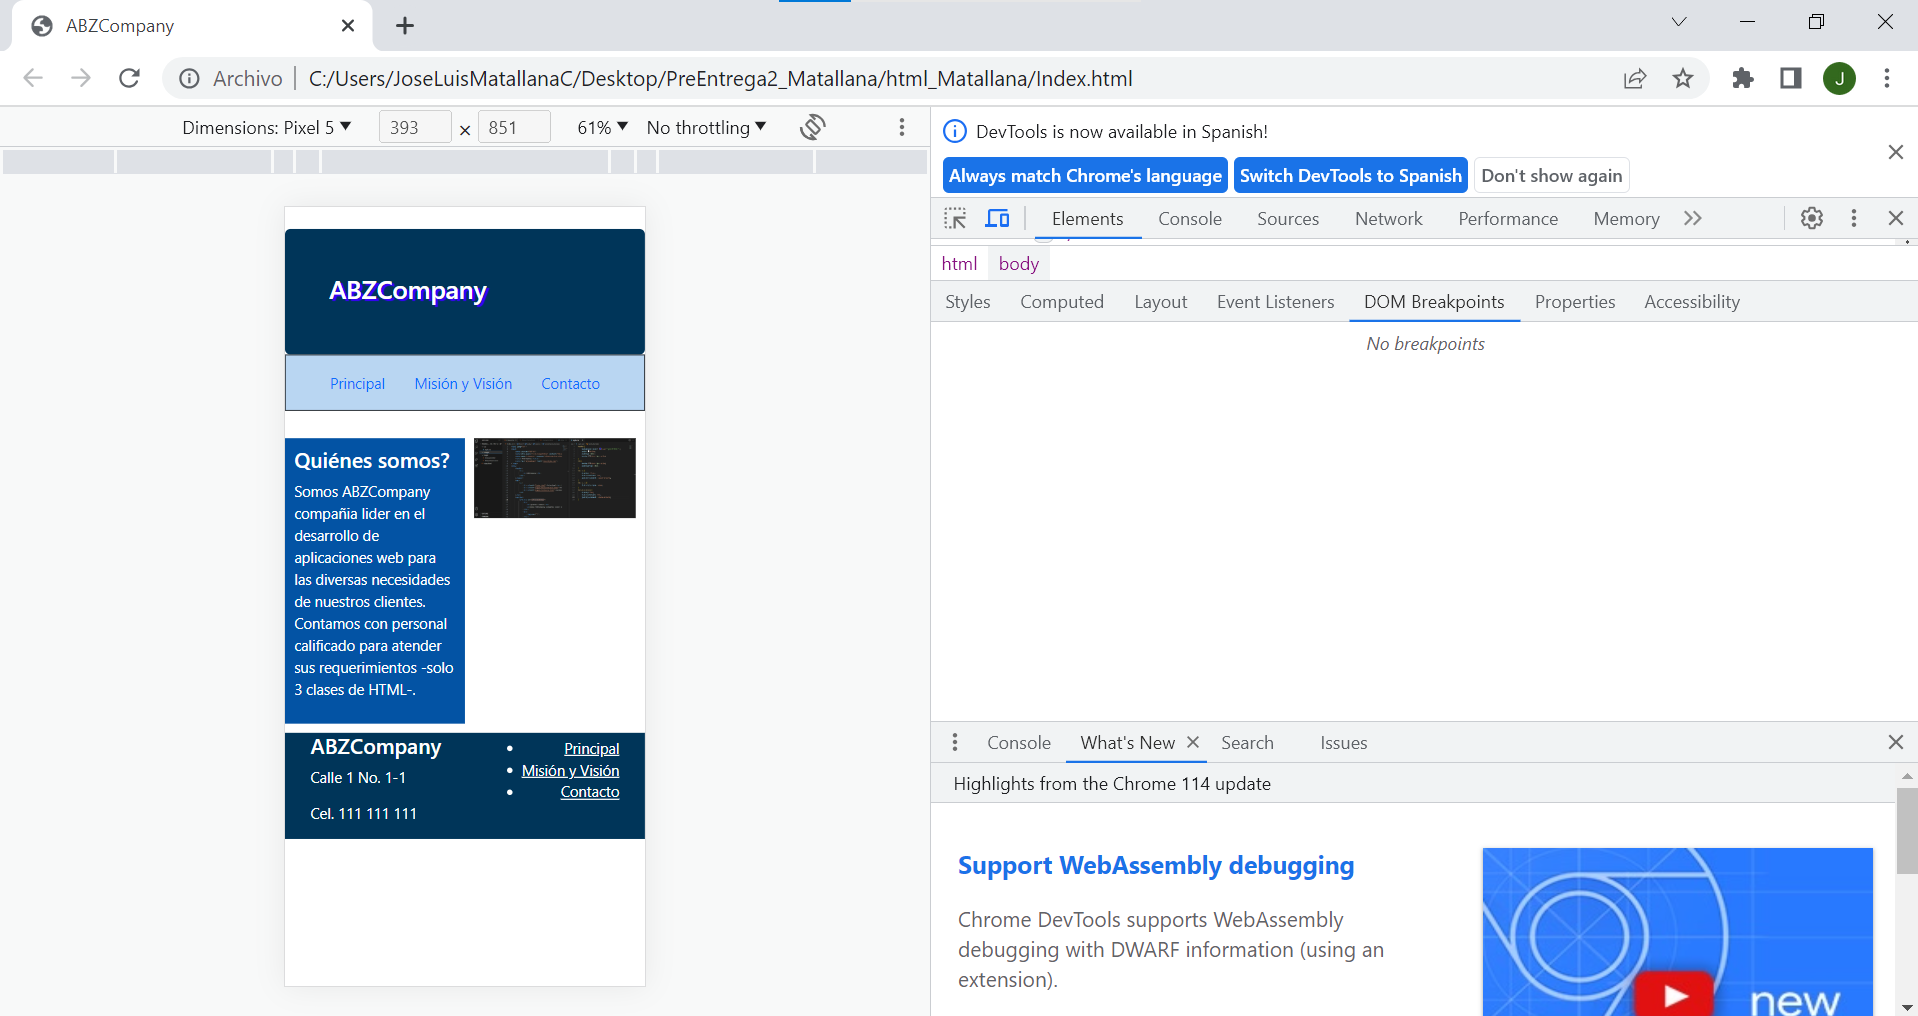 ABZCompany
Archivo
C:/Users/JoseLuisMatallanaC/Desktop/PreEntrega2_Matallana/html_Matallana/Index.html
J
Dimensions: Pixel 5 ▼ 393 × 851 61% ▼ No throttling ▼
ABZCompany
Principal Misión y Visión Contacto
Quiénes somos?
Somos ABZCompany
compañia lider en el
desarrollo de
aplicaciones web para
las diversas necesidades
de nuestros clientes.
Contamos con personal
calificado para atender
sus requerimientos -solo
3 clases de HTML-.
ABZCompany
Calle 1 No. 1-1
Cel. 111 111 111
• Principal
• Misión y Visión
• Contacto
DevTools is now available in Spanish!
Always match Chrome's language Switch DevTools to Spanish Don't show again
Elements Console Sources Network Performance Memory
html body
Styles Computed Layout Event Listeners DOM Breakpoints Properties Accessibility
No breakpoints
Console What's New Search Issues
Highlights from the Chrome 114 update
Support WebAssembly debugging
Chrome DevTools supports WebAssembly
debugging with DWARF information (using an
extension).
new